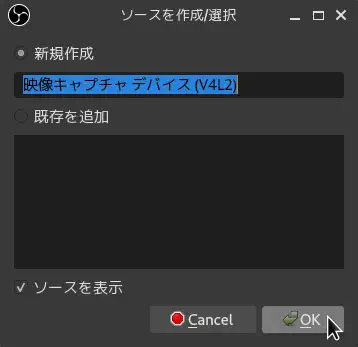 ソースを作成/選択
新規作成
映像キャプチャ デバイス (V4L2)
既存を追加
ソースを表示
Cancel
OK